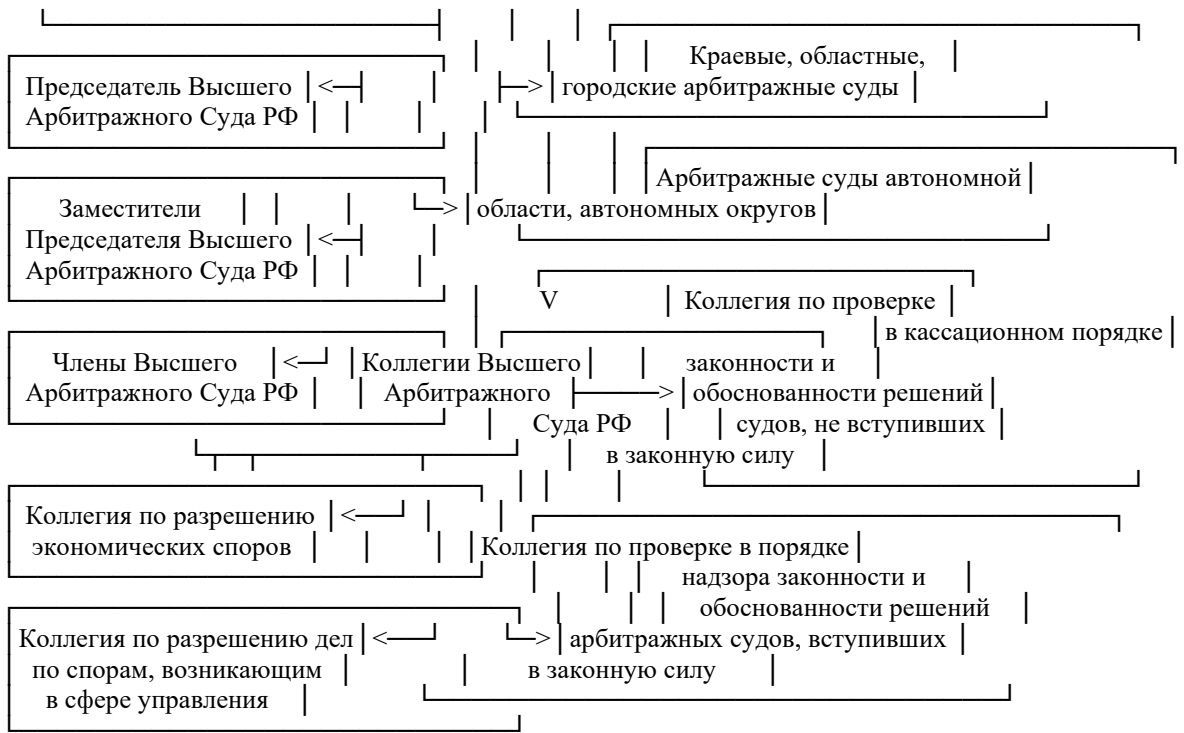 Краевые, областные,
Председатель Высшего <─ ─> городские арбитражные суды
Арбитражного Суда РФ
Арбитражные суды автономной
Заместители ─> области, автономных округов
Председателя Высшего <─
Арбитражного Суда РФ
V Коллегия по проверке
в кассационном порядке
Члены Высшего <─ Коллегии Высшего законности и
Арбитражного Суда РФ Арбитражного ─> обоснованности решений
Суда РФ судов, не вступивших
в законную силу
Коллегия по разрешению <─
экономических споров Коллегия по проверке в порядке
надзора законности и
обоснованности решений
Коллегия по разрешению дел <─ ─> арбитражных судов, вступивших
по спорам, возникающим в законную силу
в сфере управления